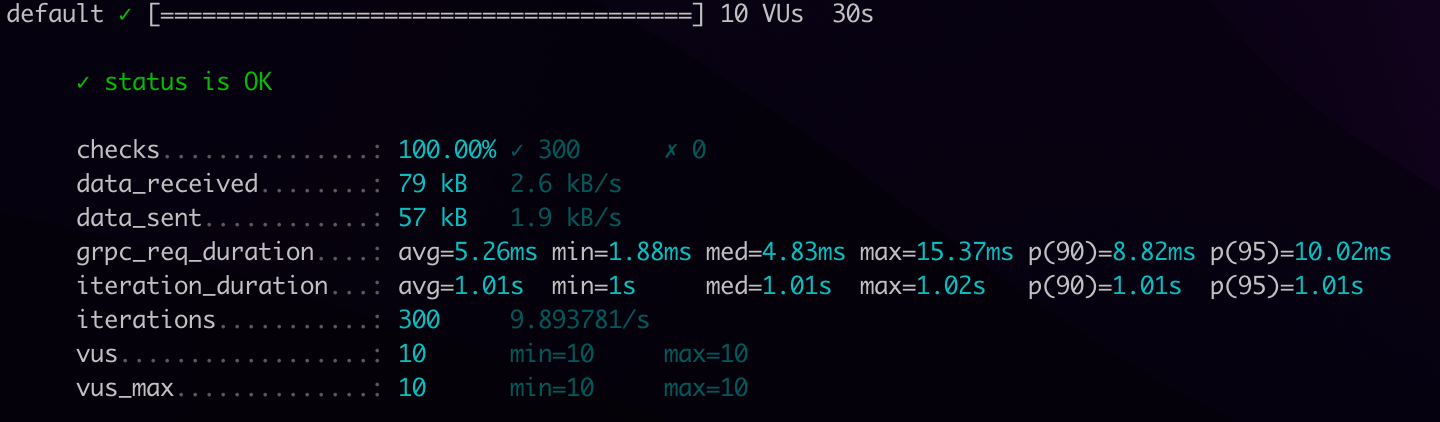 default ✓ [======================================] 10 VUs  30s
✓ status is OK
checks...............: 100.00% ✓ 300      ✗ 0
data_received........: 79 kB   2.6 kB/s
data_sent............: 57 kB   1.9 kB/s
grpc_req_duration....: avg=5.26ms min=1.88ms med=4.83ms max=15.37ms p(90)=8.82ms p(95)=10.02ms
iteration_duration...: avg=1.01s  min=1s     med=1.01s  max=1.02s   p(90)=1.01s  p(95)=1.01s
iterations...........: 300     9.893781/s
vus..................: 10      min=10     max=10
vus_max..............: 10      min=10     max=10